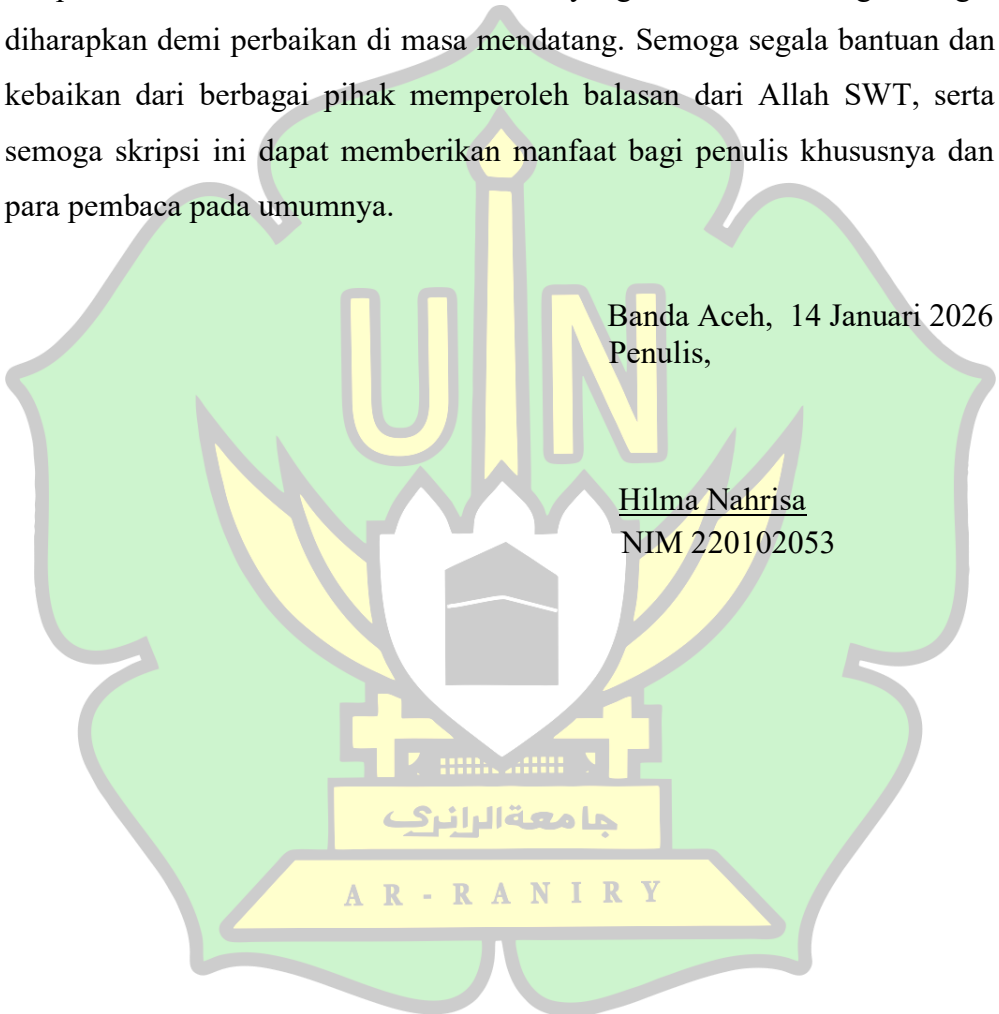 diharapkan demi perbaikan di masa mendatang. Semoga segala bantuan dan
kebaikan dari berbagai pihak memperoleh balasan dari Allah SWT, serta
semoga skripsi ini dapat memberikan manfaat bagi penulis khususnya dan
para pembaca pada umumnya.
Banda Aceh, 14 Januari 2026
Penulis,
UIN
Hilma Nahrisa
NIM 220102053
جامعةالرانري
AR-RANIRY